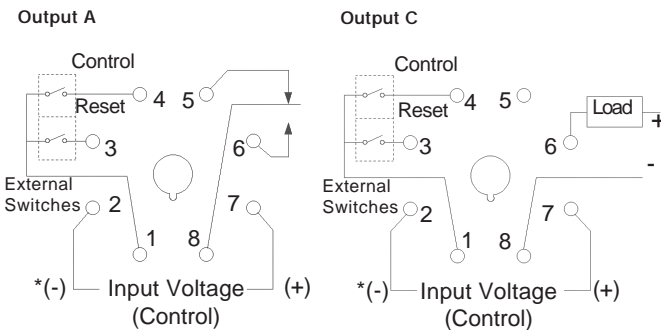 Output A
Control
Reset
4
5
3
6
External
Switches
2
7
1
8
*(-)
Input Voltage
(+)
(Control)
Output C
Control
Reset
4
5
Load
+
3
6
-
External
Switches
2
7
1
8
*(-)
Input Voltage
(+)
(Control)